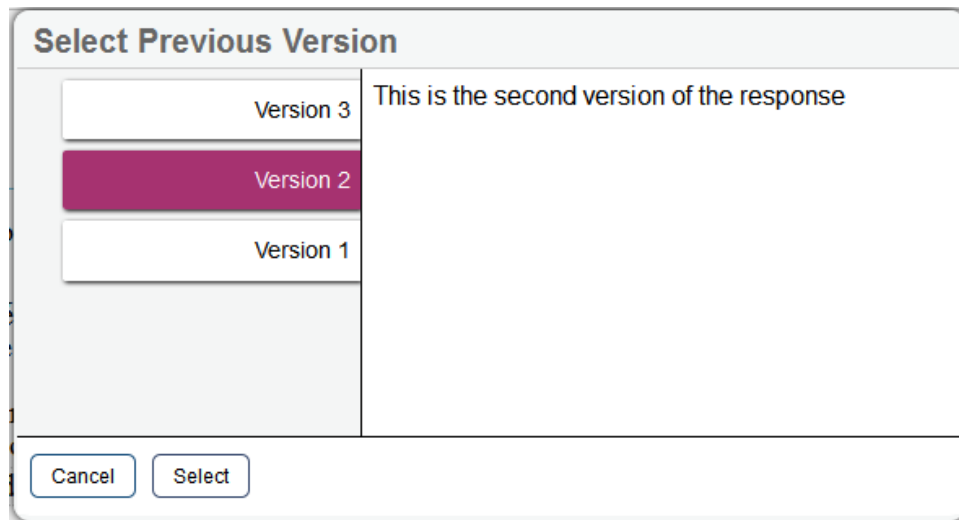 Select Previous Version
Version 3
Version 2
Version 1
This is the second version of the response
Cancel
Select